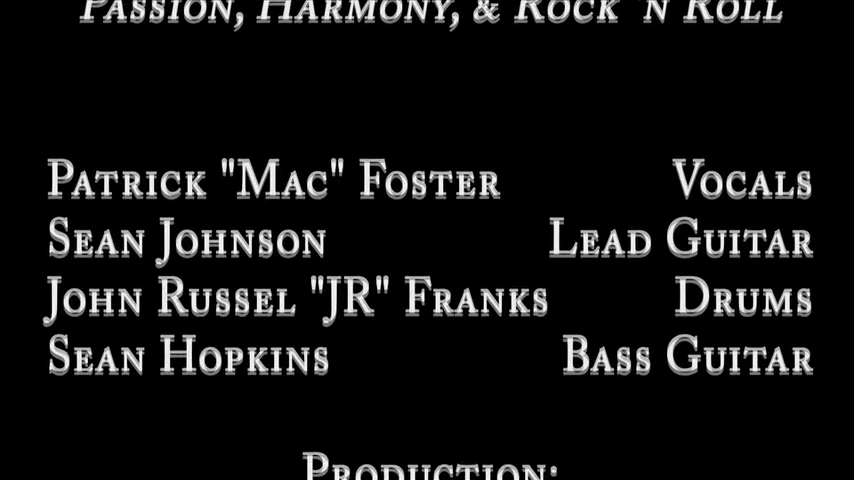 Passion, Harmony, & Rock 'n Roll
Patrick "Mac" Foster Vocals
Sean Johnson Lead Guitar
John Russel "JR" Franks Drums
Sean Hopkins Bass Guitar
Production: